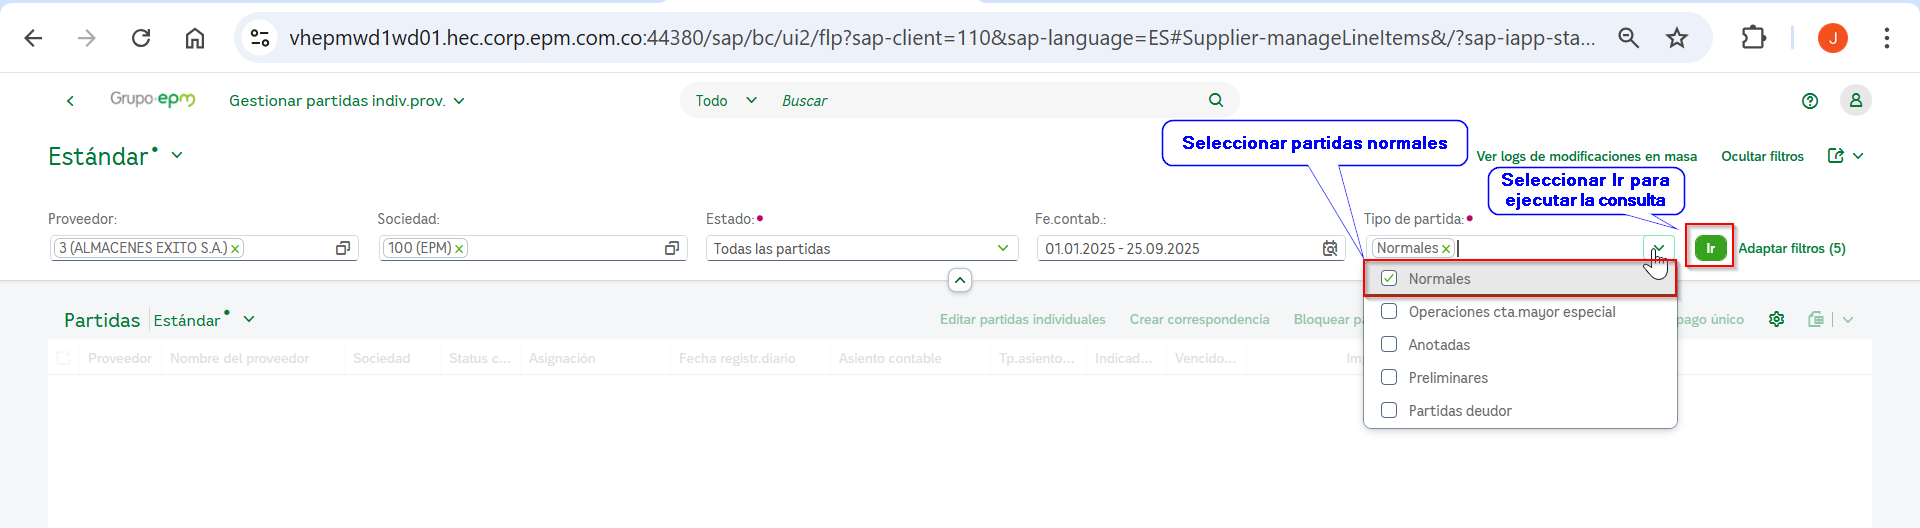 vhepmwd1wd01.hec.corp.epm.com.co:44380/sap/bc/ui2/flp?sap-client=110&sap-language=ES#Supplier-manageLineItems&/?sap-iapp-sta...
J
Grupo·epm
Gestionar partidas indiv.prov.
Todo
Buscar
Seleccionar partidas normales
Estándar*
Ver logs de modificaciones en masa
Ocultar filtros
Seleccionar Ir para
ejecutar la consulta
Proveedor:
Sociedad:
Estado:
Fe.contab.:
Tipo de partida:
3 (ALMACENES EXITO S.A.)
100 (EPM)
Todas las partidas
01.01.2025 - 25.09.2025
Normales
Ir
Adaptar filtros (5)
Normales
Operaciones cta.mayor especial
Anotadas
Preliminares
Partidas deudor
Partidas
Estándar*
Editar partidas individuales
Crear correspondencia
Bloquear pa
pago único
Proveedor
Nombre del proveedor
Sociedad
Status c...
Asignación
Fecha registr.diario
Asiento contable
Tp.asiento...
Indicad...
Vencido...
Im